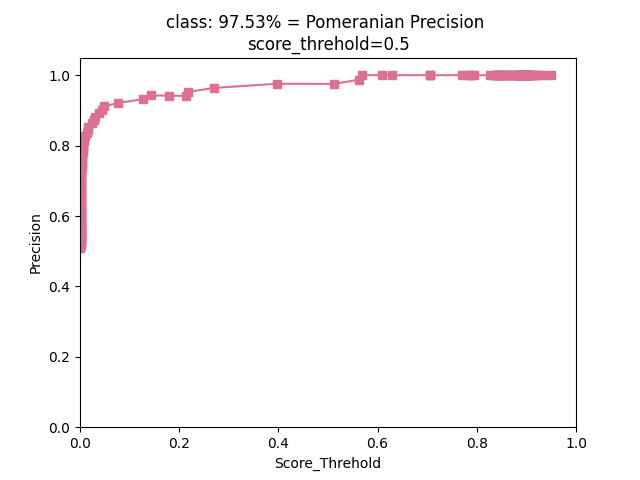 class: 97.53% = Pomeranian Precision
score_threhold=0.5
1.0
0.8
0.6
0.4
0.2
0.0
Precision
0.0 0.2 0.4 0.6 0.8 1.0
Score_Threhold